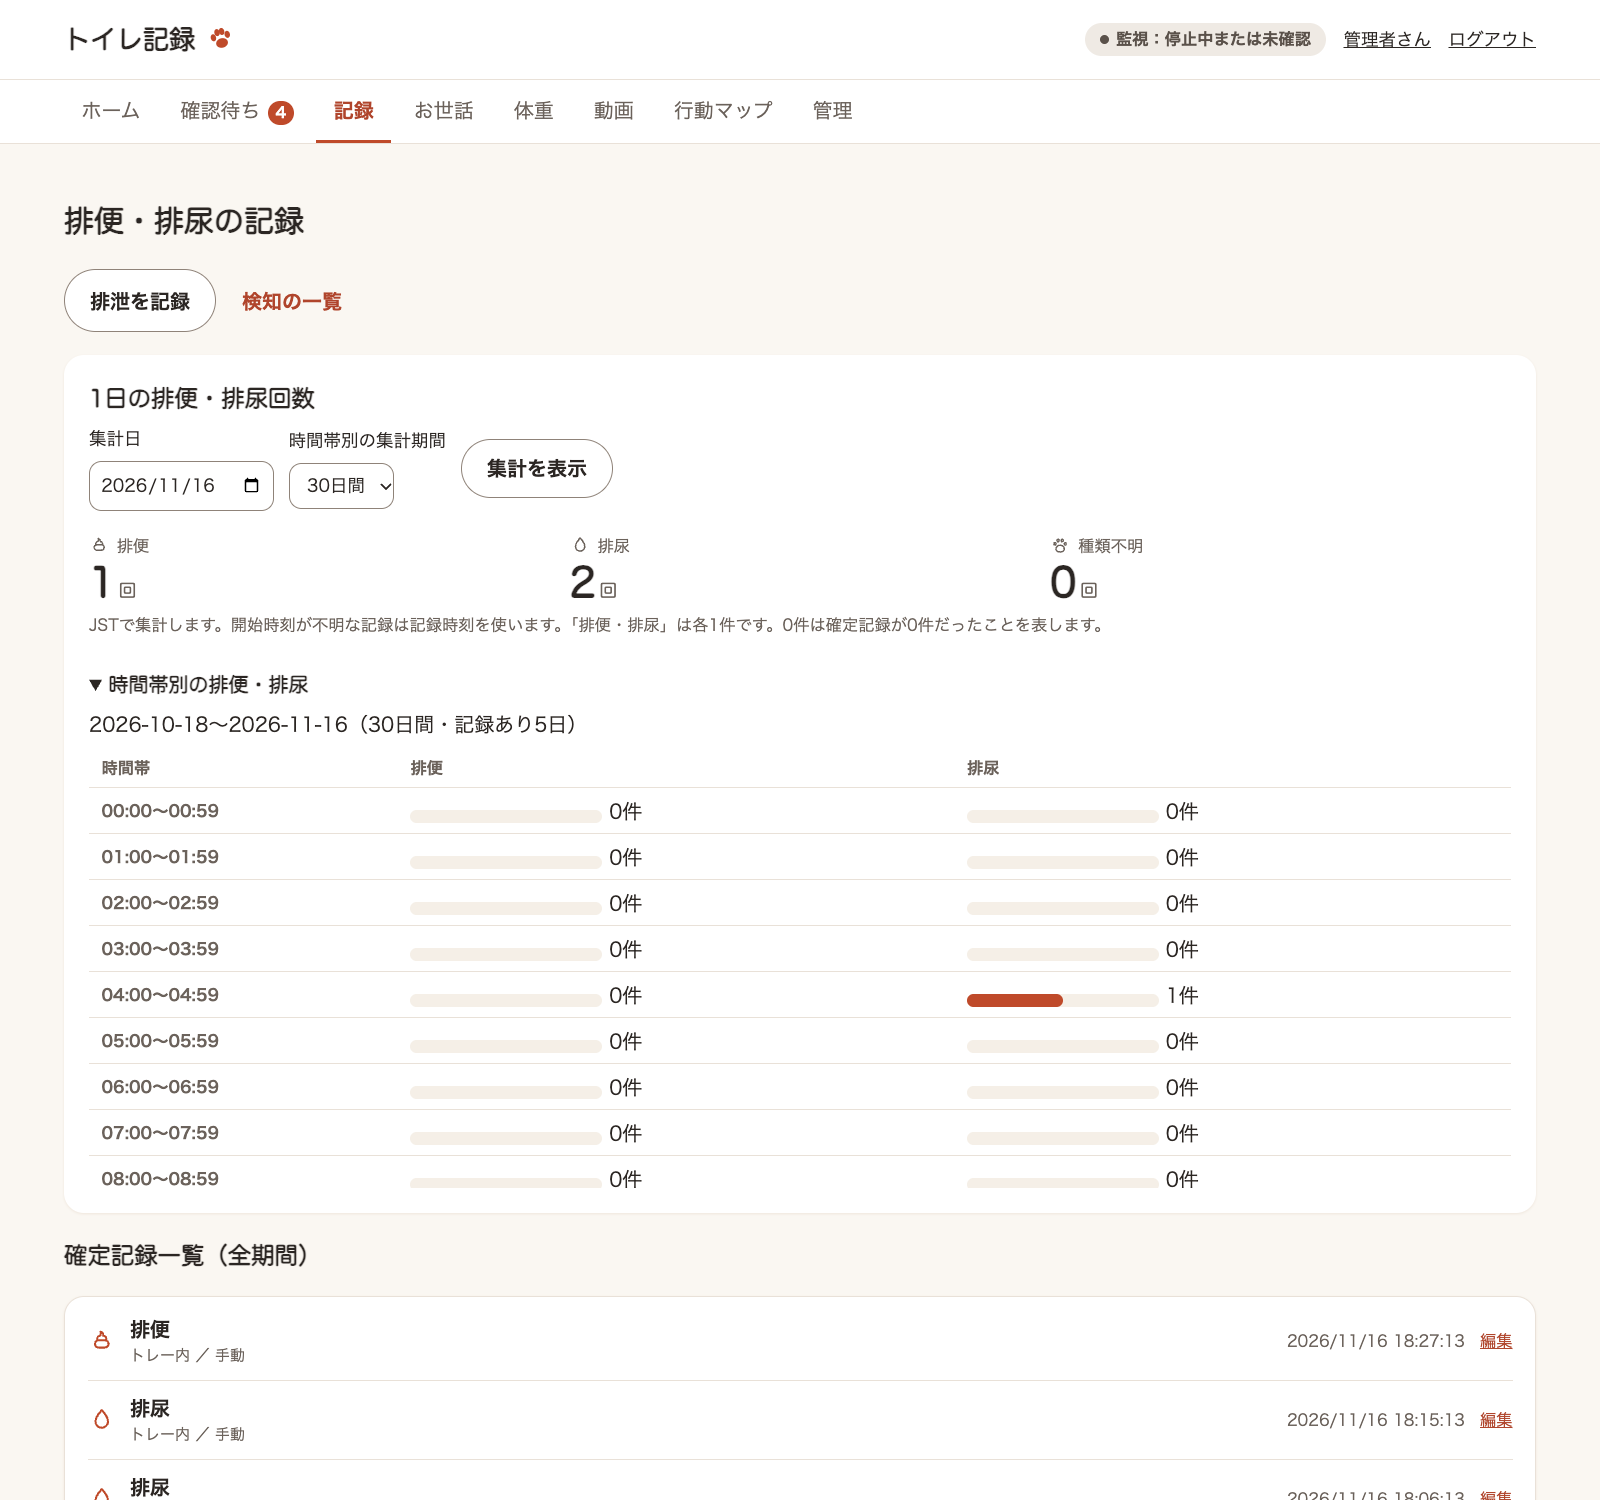 トイレ記録
監視：停止中または未確認
管理者さん
ログアウト
ホーム
確認待ち 4
記録
お世話
体重
動画
行動マップ
管理
排便・排尿の記録
排泄を記録
検知の一覧
1日の排便・排尿回数
集計日
時間帯別の集計期間
2026/11/16
30日間
集計を表示
排便
排尿
種類不明
1回
2回
0回
JSTで集計します。開始時刻が不明な記録は記録時刻を使います。「排便・排尿」は各1件です。0件は確定記録が0件だったことを表します。
▼ 時間帯別の排便・排尿
2026-10-18〜2026-11-16（30日間・記録あり5日）
時間帯 排便 排尿
00:00〜00:59 0件 0件
01:00〜01:59 0件 0件
02:00〜02:59 0件 0件
03:00〜03:59 0件 0件
04:00〜04:59 0件 1件
05:00〜05:59 0件 0件
06:00〜06:59 0件 0件
07:00〜07:59 0件 0件
08:00〜08:59 0件 0件
確定記録一覧（全期間）
排便
トレー内 ／ 手動
2026/11/16 18:27:13 編集
排尿
トレー内 ／ 手動
2026/11/16 18:15:13 編集
排尿
2026/11/16 18:06:13 編集